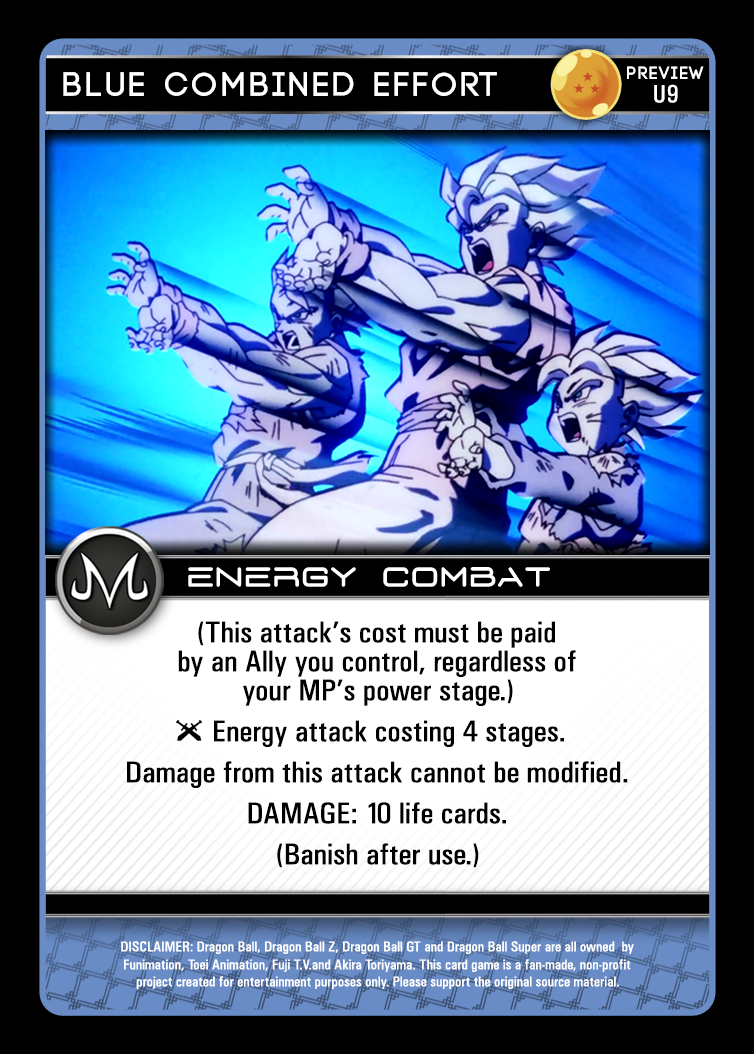 BLUE COMBINED EFFORT
PREVIEW
U9
ENERGY COMBAT
(This attack's cost must be paid
by an Ally you control, regardless of
your MP's power stage.)
Energy attack costing 4 stages.
Damage from this attack cannot be modified.
DAMAGE: 10 life cards.
(Banish after use.)
DISCLAIMER: Dragon Ball, Dragon Ball Z, Dragon Ball GT and Dragon Ball Super are all owned by
Funimation, Toei Animation, Fuji T.V.and Akira Toriyama. This card game is a fan-made, non-profit
project created for entertainment purposes only. Please support the original source material.